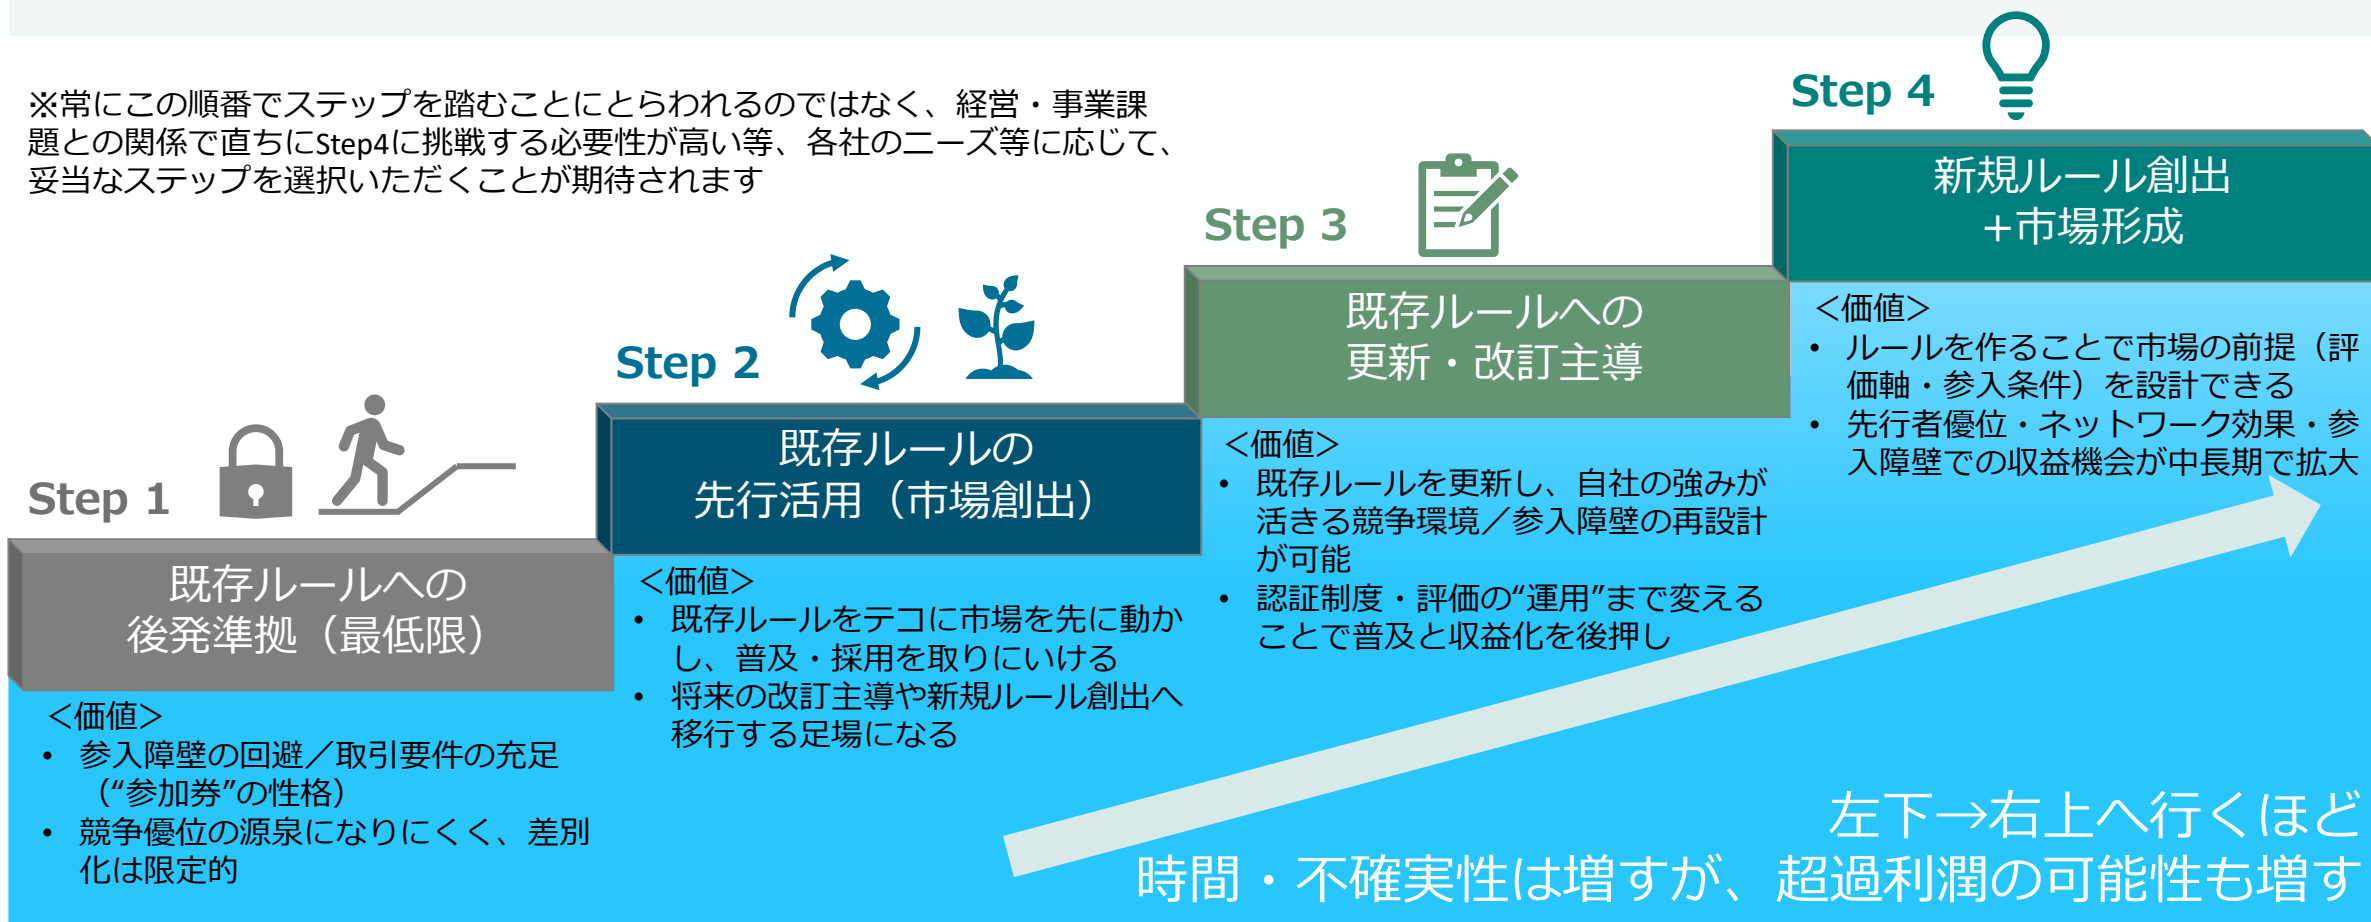 ※常にこの順番でステップを踏むことにとらわれるのではなく、経営・事業課
題との関係で直ちにStep4に挑戦する必要性が高い等、各社のニーズ等に応じて、
妥当なステップを選択いただくことが期待されます
Step 1
既存ルールへの
後発準拠（最低限）
＜価値＞
• 参入障壁の回避／取引要件の充足
（“参加券”の性格）
• 競争優位の源泉になりにくく、差別
化は限定的
Step 2
既存ルールの
先行活用（市場創出）
＜価値＞
• 既存ルールをテコに市場を先に動か
し、普及・採用を取りにいける
• 将来の改訂主導や新規ルール創出へ
移行する足場になる
Step 3
既存ルールへの
更新・改訂主導
＜価値＞
• 既存ルールを更新し、自社の強みが
活きる競争環境／参入障壁の再設計
が可能
• 認証制度・評価の“運用”まで変える
ことで普及と収益化を後押し
Step 4
新規ルール創出
+市場形成
＜価値＞
• ルールを作ることで市場の前提（評
価軸・参入条件）を設計できる
• 先行者優位・ネットワーク効果・参
入障壁での収益機会が中長期で拡大
左下→右上へ行くほど
時間・不確実性は増すが、超過利潤の可能性も増す